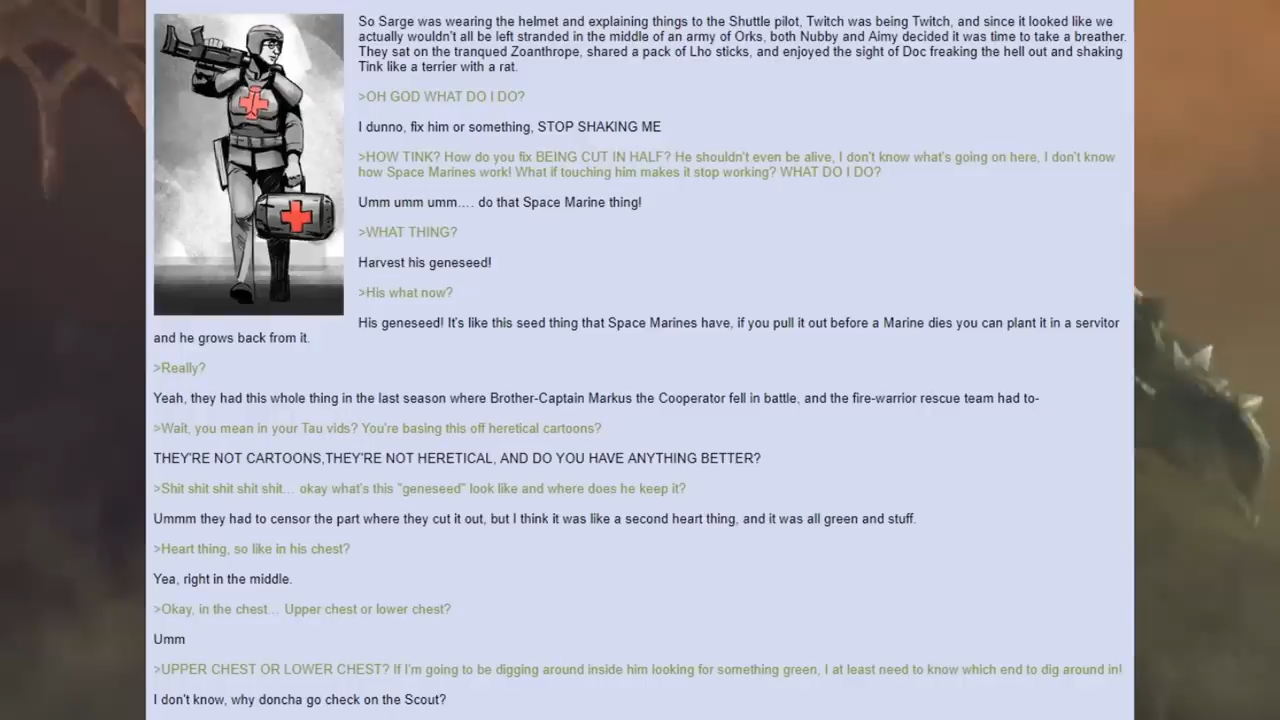 So Sarge was wearing the helmet and explaining things to the Shuttle pilot, Twitch was being Twitch, and since it looked like we
actually wouldn't all be left stranded in the middle of an army of Orks, both Nubby and Aimy decided it was time to take a breather.
They sat on the tranqued Zoanthrope, shared a pack of Lho sticks, and enjoyed the sight of Doc freaking the hell out and shaking
Tink like a terrier with a rat.
>OH GOD WHAT DO I DO?
I dunno, fix him or something, STOP SHAKING ME
>HOW TINK? How do you fix BEING CUT IN HALF? He shouldn't even be alive, I don't know what's going on here, I don't know
how Space Marines work! What if touching him makes it stop working? WHAT DO I DO?
Umm umm umm.... do that Space Marine thing!
>WHAT THING?
Harvest his geneseed!
>His what now?
His geneseed! It's like this seed thing that Space Marines have, if you pull it out before a Marine dies you can plant it in a servitor
and he grows back from it.
>Really?
Yeah, they had this whole thing in the last season where Brother-Captain Markus the Cooperator fell in battle, and the fire-warrior rescue team had to-
>Wait, you mean in your Tau vids? You're basing this off heretical cartoons?
THEY'RE NOT CARTOONS,THEY'RE NOT HERETICAL, AND DO YOU HAVE ANYTHING BETTER?
>Shit shit shit shit shit... okay what's this "geneseed" look like and where does he keep it?
Ummm they had to censor the part where they cut it out, but I think it was like a second heart thing, and it was all green and stuff.
>Heart thing, so like in his chest?
Yea, right in the middle.
>Okay, in the chest... Upper chest or lower chest?
Umm
>UPPER CHEST OR LOWER CHEST? If I'm going to be digging around inside him looking for something green, I at least need to know which end to dig around in!
I don't know, why doncha go check on the Scout?